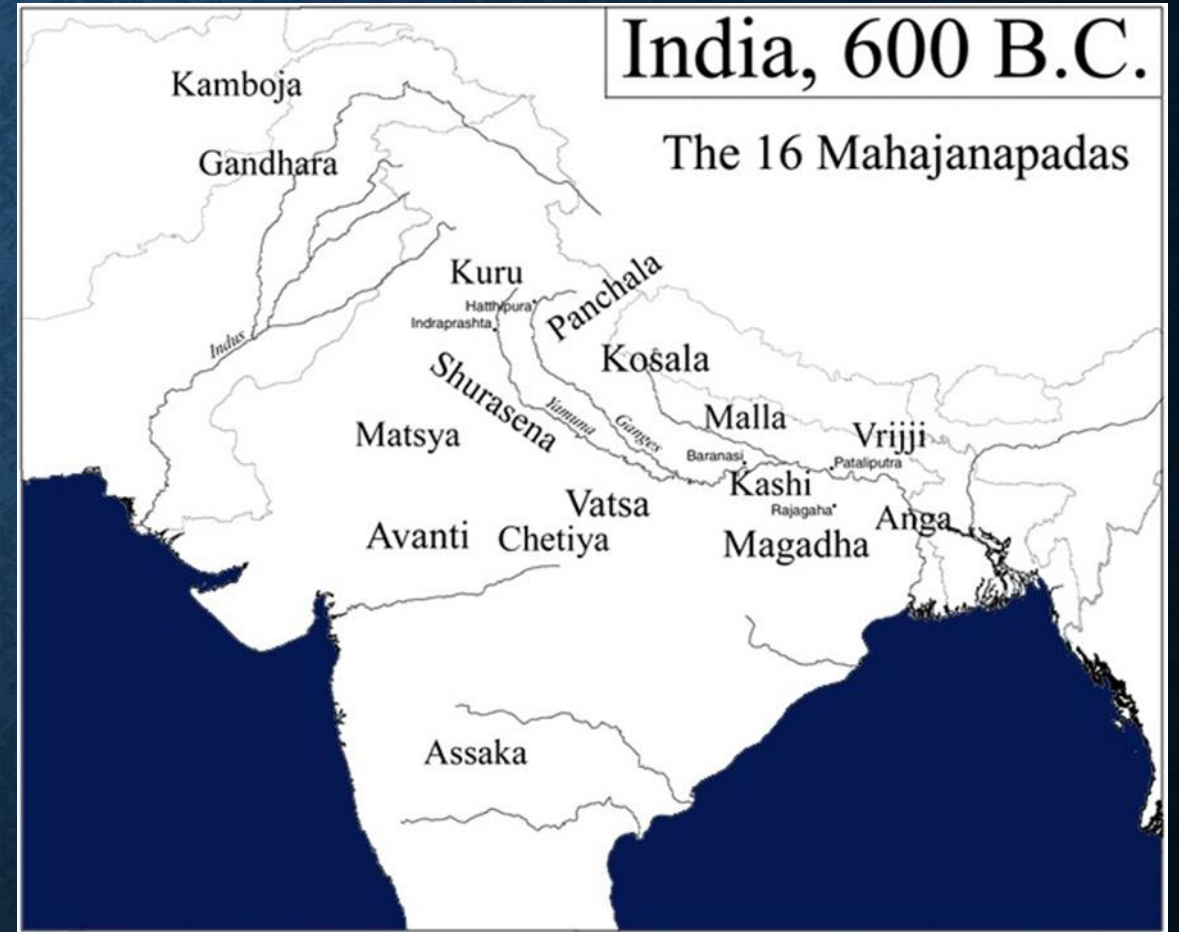 India, 600 B.C.
The 16 Mahajanapadas
Kamboja
Gandhara
Kuru
Hatthipura
Indraprashta
Panchala
Indus
Kosala
Shurasena
Yamuna
Ganges
Malla
Matsya
Vrijji
Baranasi
Pataliputra
Kashi
Vatsa
Rajagaha
Anga
Avanti
Chetiya
Magadha
Assaka